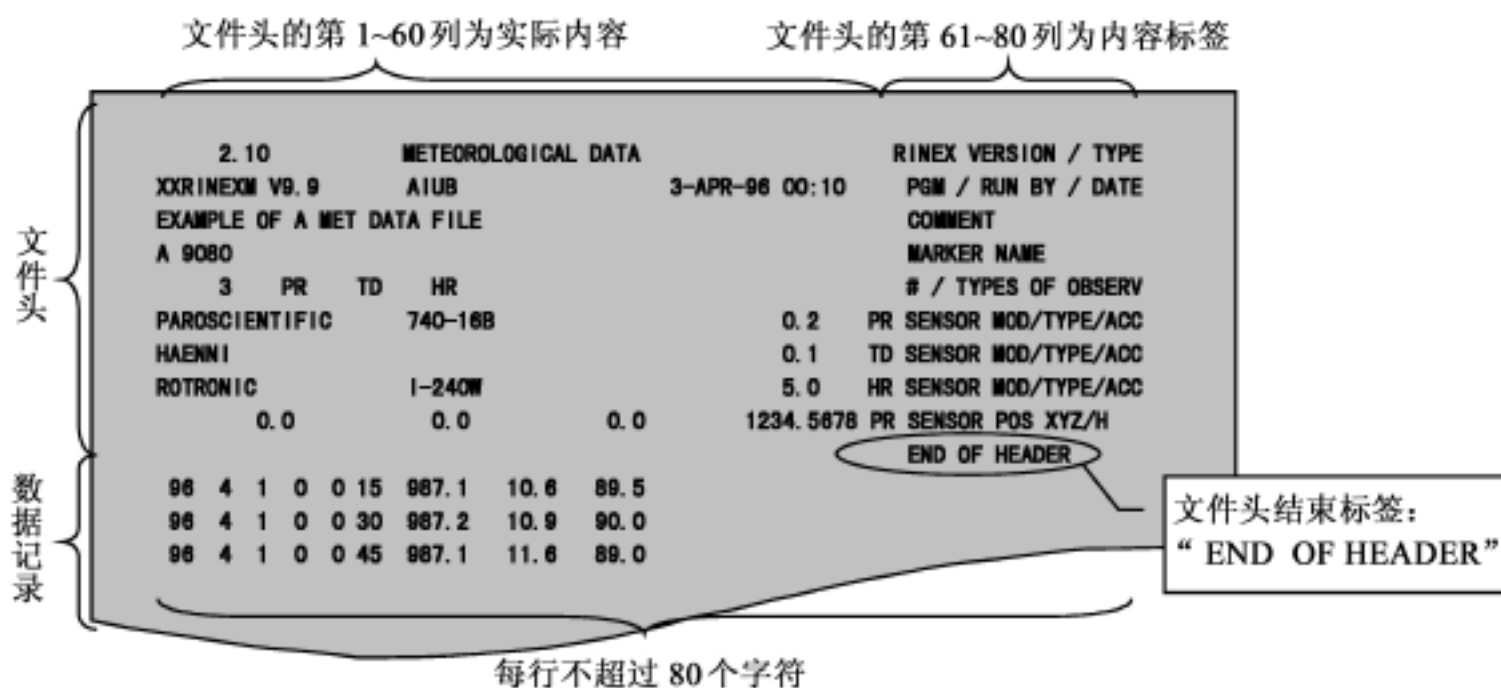 文件头的第 1~60 列为实际内容
文件头的第 61~80 列为内容标签
文件头
2.10 METEOROLOGICAL DATA RINEX VERSION / TYPE
XXRINEXM V9.9 AIUB 3-APR-96 00:10 PGM / RUN BY / DATE
EXAMPLE OF A MET DATA FILE COMMENT
A 9080 MARKER NAME
3 PR TD HR # / TYPES OF OBSERV
PAROSCIENTIFIC 740-16B 0.2 PR SENSOR MOD/TYPE/ACC
HAENNI 0.1 TD SENSOR MOD/TYPE/ACC
ROTRONIC I-240W 5.0 HR SENSOR MOD/TYPE/ACC
0.0 0.0 0.0 1234.5678 PR SENSOR POS XYZ/H
END OF HEADER
数据记录
96 4 1 0 0 15 987.1 10.6 89.5
96 4 1 0 0 30 987.2 10.9 90.0
96 4 1 0 0 45 987.1 11.6 89.0
文件头结束标签：
“ END OF HEADER”
每行不超过 80 个字符